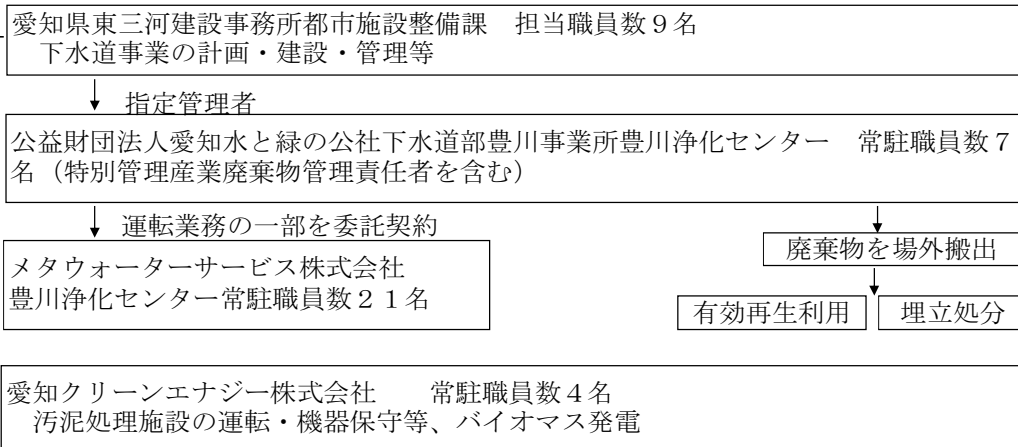 愛知県東三河建設事務所都市施設整備課　担当職員数９名
下水道事業の計画・建設・管理等
指定管理者
公益財団法人愛知水と緑の公社下水道部豊川事業所豊川浄化センター　常駐職員数７
名（特別管理産業廃棄物管理責任者を含む）
運転業務の一部を委託契約
廃棄物を場外搬出
メタウォーターサービス株式会社
豊川浄化センター常駐職員数２１名
有効再生利用
埋立処分
愛知クリーンエナジー株式会社　　常駐職員数４名
汚泥処理施設の運転・機器保守等、バイオマス発電